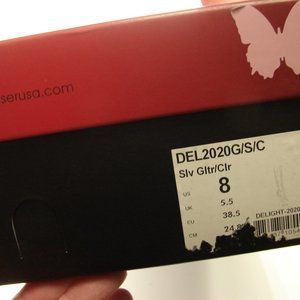 serusa.com
DEL2020G/S/C
Slv Gltr/Clr
US 8
UK 5.5
EU 38.5
CM
DELIGHT-2020